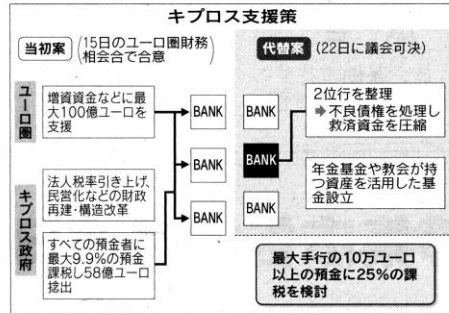 キプロス支援策
当初案
(15日のユーロ圏財務
相会合で合意)
代替案
(22日に議会可決)
ユーロ圏
増資資金などに最
大100億ユーロを
支援
BANK
BANK
BANK
キプロス政府
法人税率引き上げ、
民営化などの財政
再建・構造改革
すべての預金者に
最大9.9%の預金
課税し58億ユーロ
捻出
BANK
BANK
BANK
2位行を整理
➡不良債権を処理し
救済資金を圧縮
年金基金や教会が持
つ資産を活用した基
金設立
最大手行の10万ユーロ
以上の預金に25%の課
税を検討